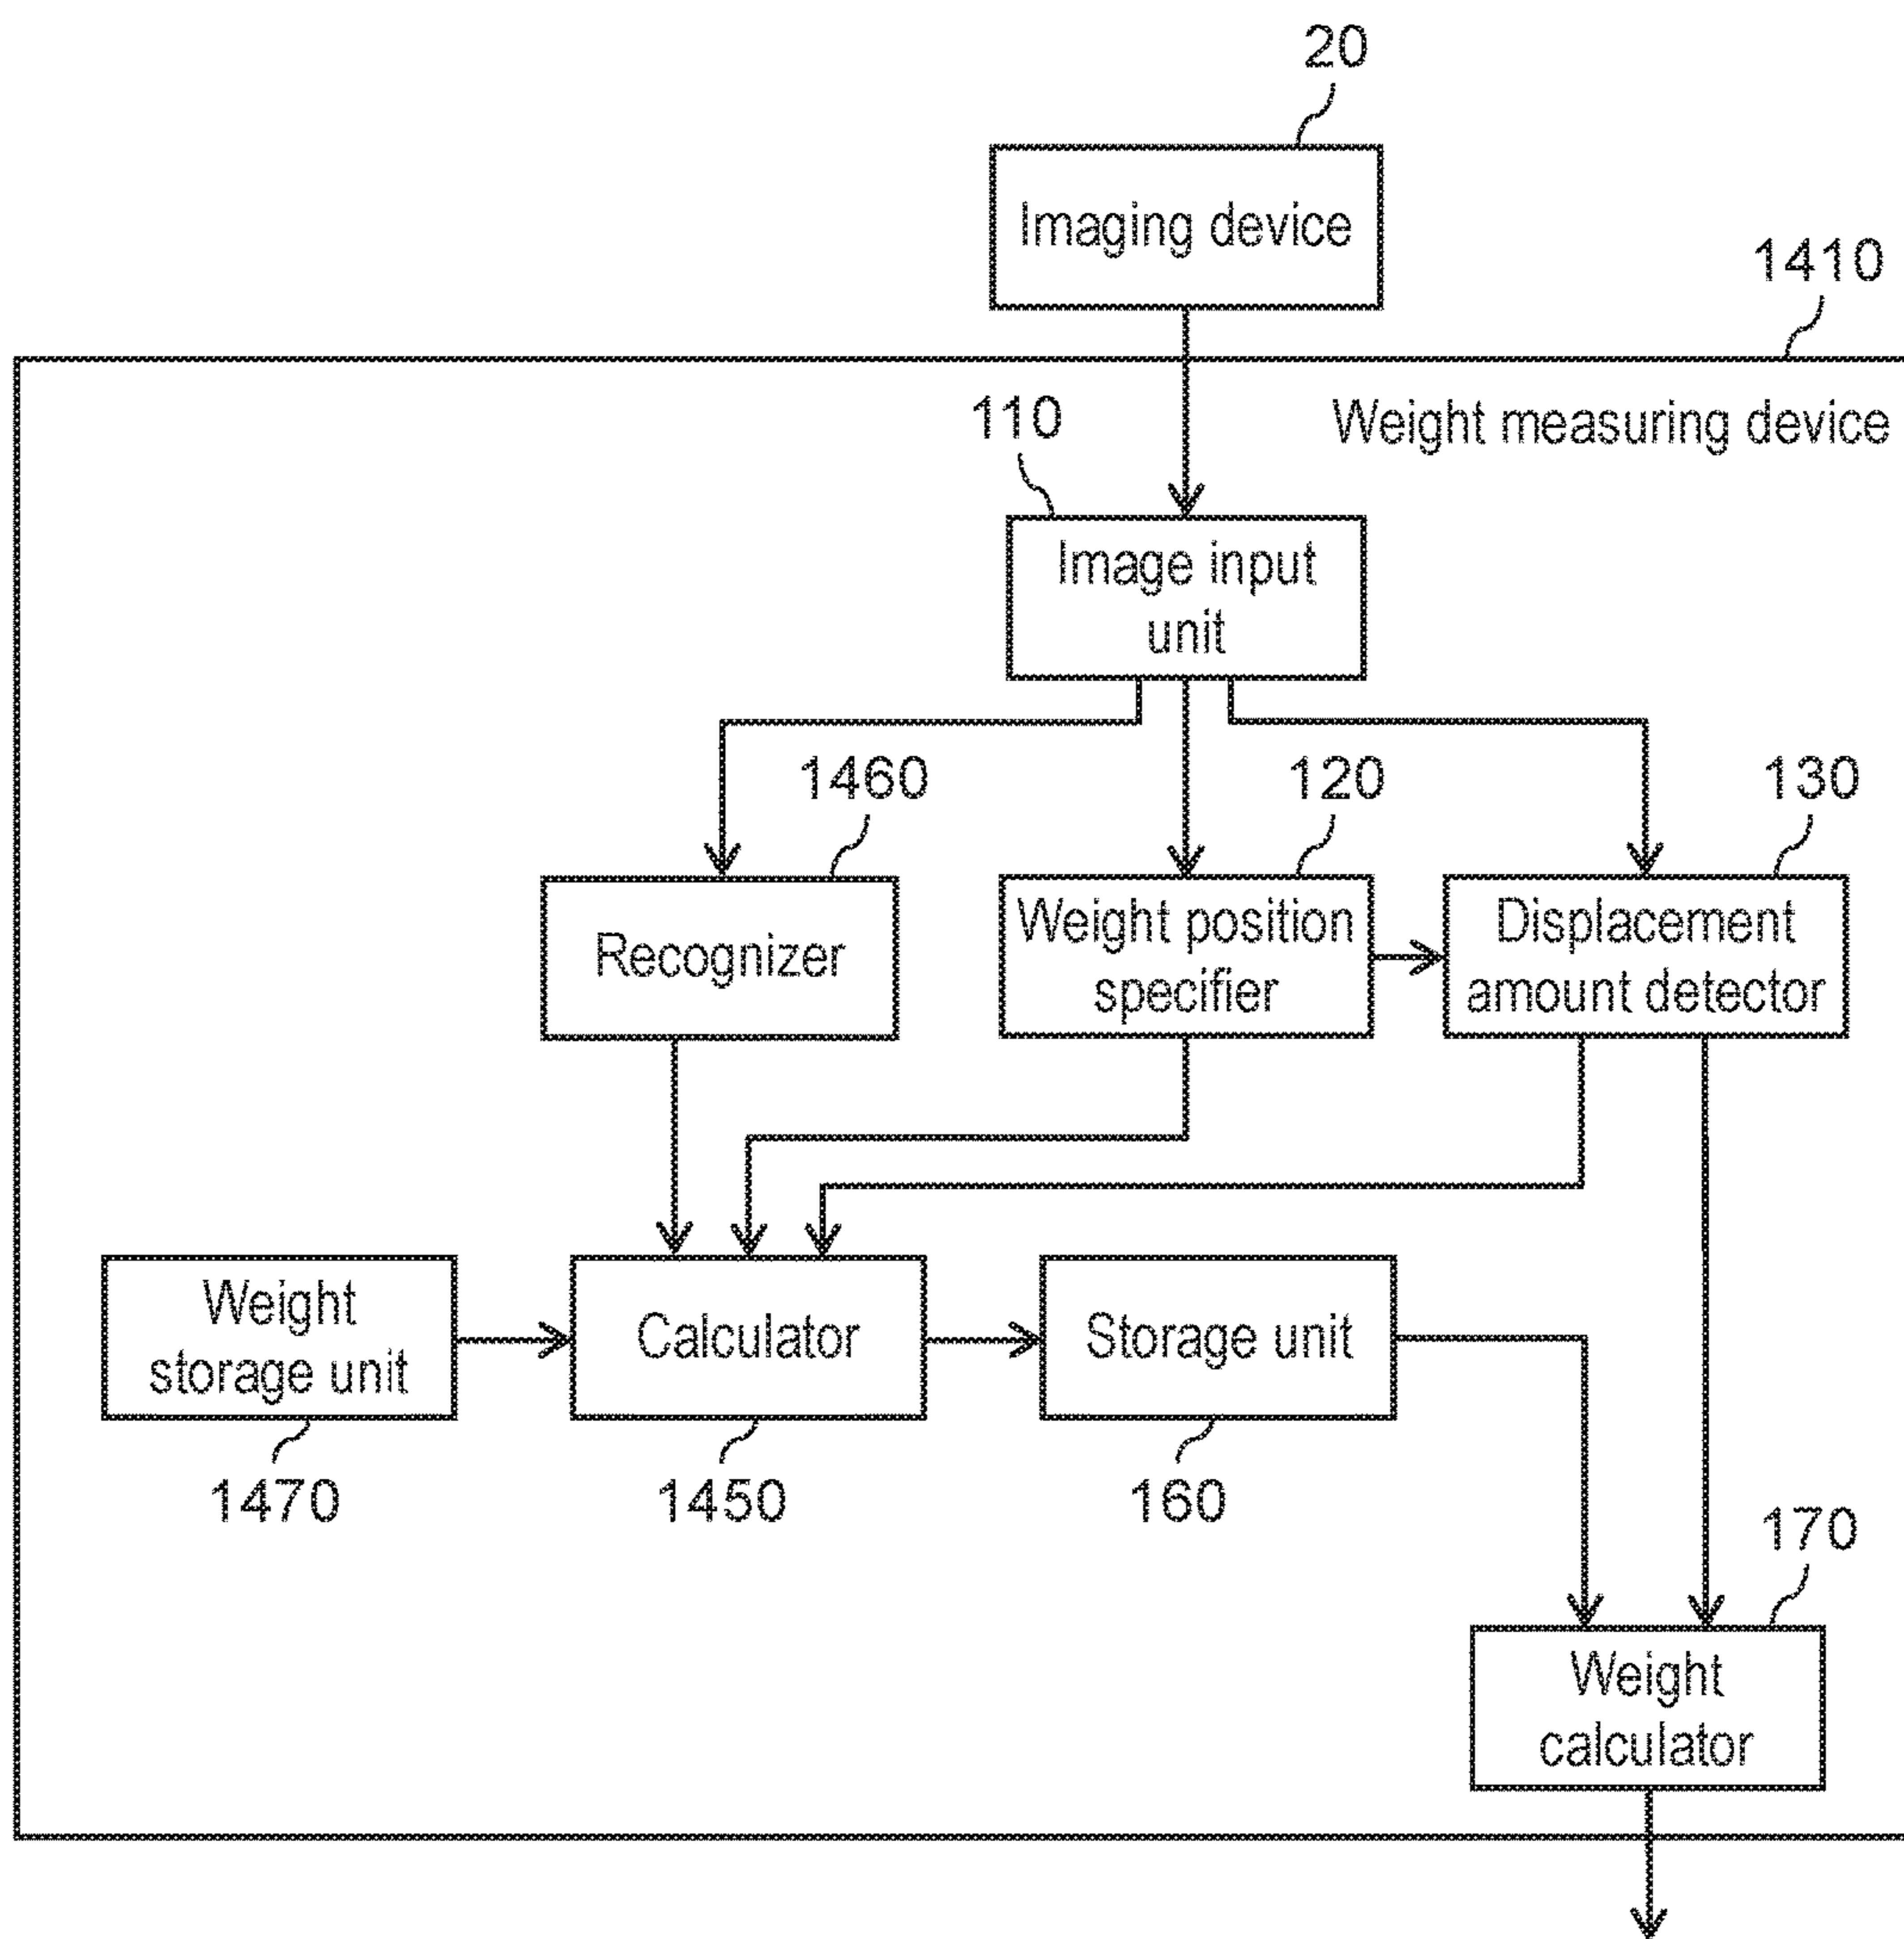 20
Imaging device
1410
Weight measuring device
110
Image input
unit
1460
120
130
Recognizer
Weight position
specifier
Displacement
amount detector
Weight
storage unit
Calculator
Storage unit
1470
1450
160
170
Weight
calculator